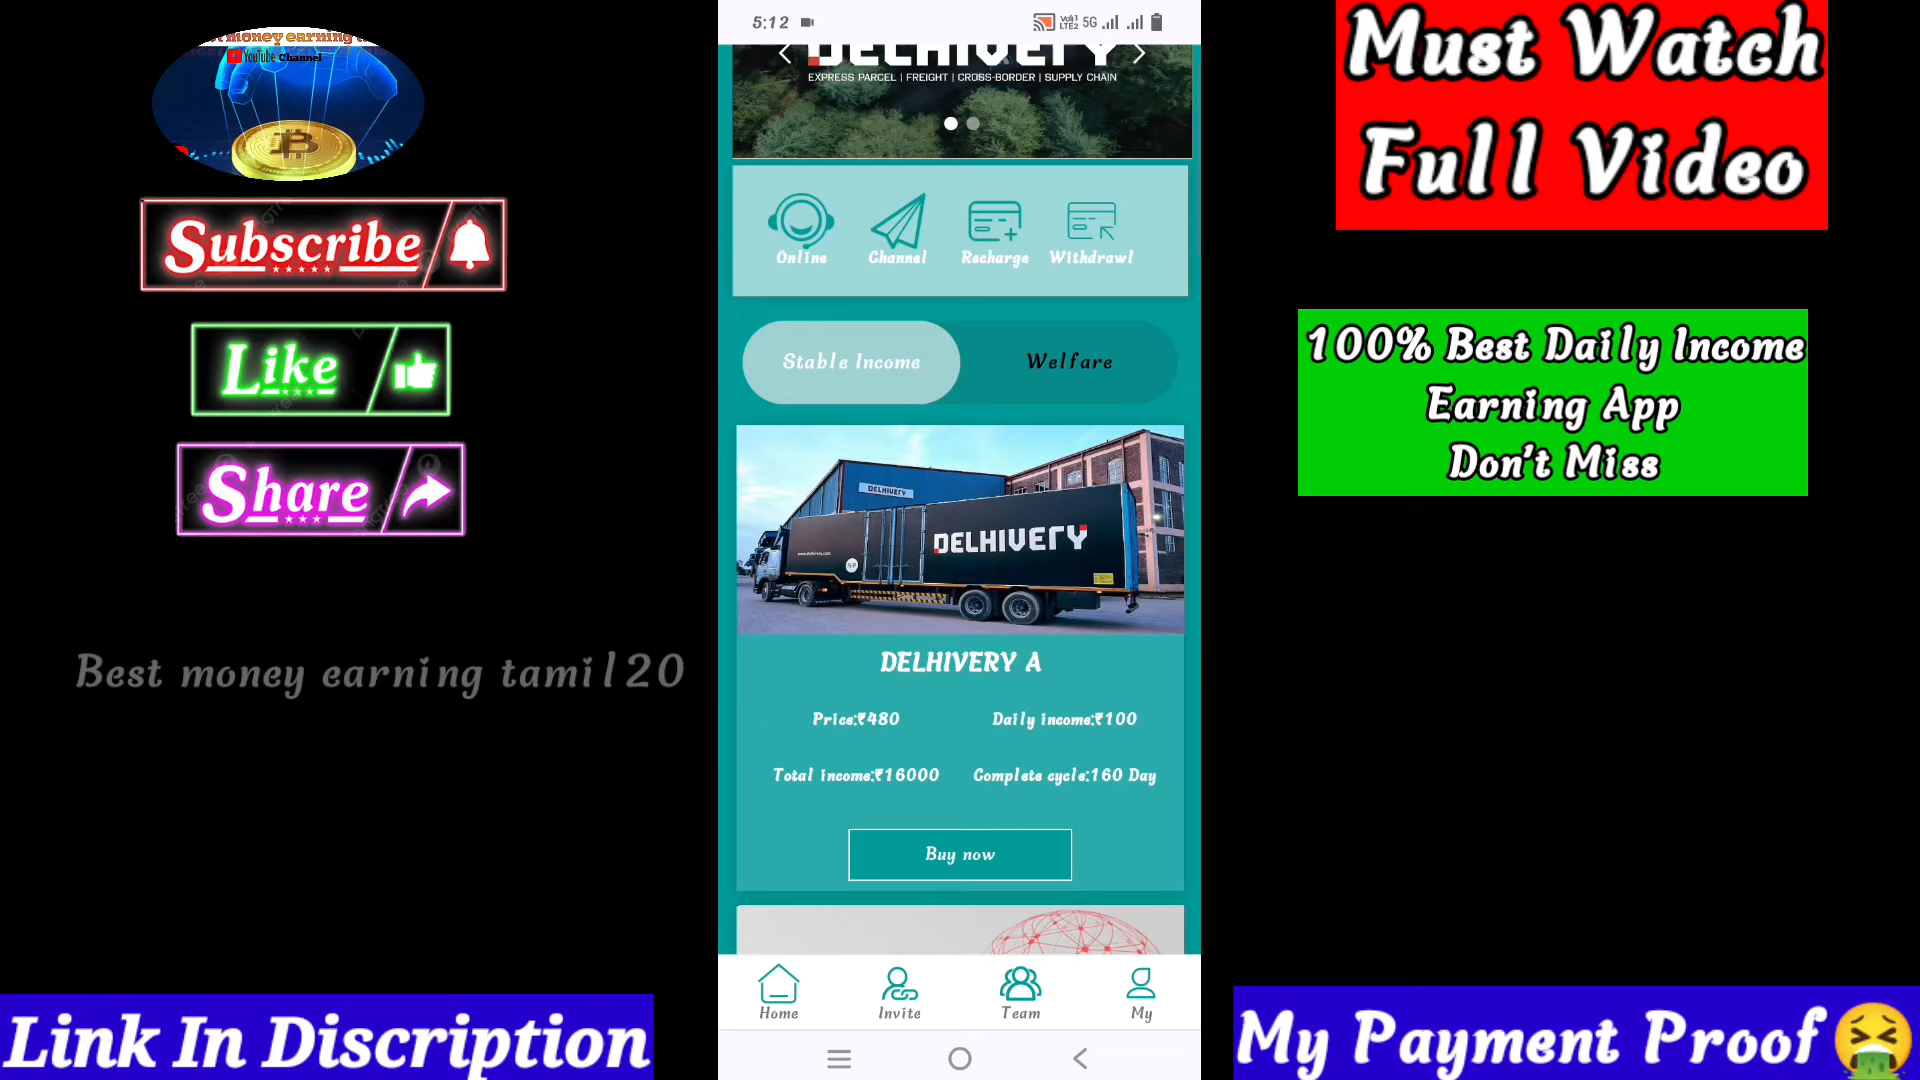 money earning
YouTube Channel
Subscribe
Like
Share
Best money earning tamil20
Link In Discription
5:12
5G
DELHIVERY
EXPRESS PARCEL | FREIGHT | CROSS-BORDER | SUPPLY CHAIN
Online
Channel
Recharge
Withdrawl
Stable Income
Welfare
DELHIVERY
DELHIVERY
DELHIVERY A
Price:₹480
Daily income:₹100
Total income:₹16000
Complete cycle:160 Day
Buy now
Home
Invite
Team
My
Must Watch
Full Video
100% Best Daily Income
Earning App
Don't Miss
My Payment Proof